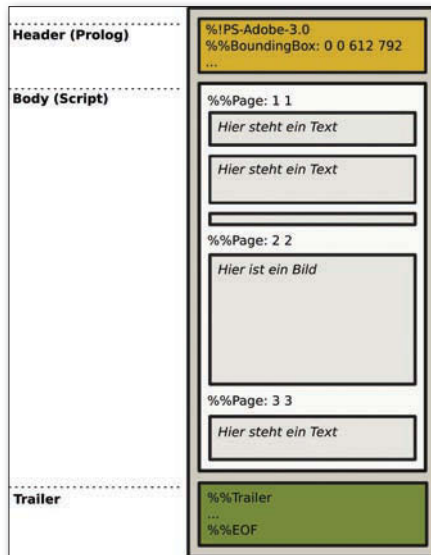 Header (Prolog)
%!PS-Adobe-3.0
%%BoundingBox: 0 0 612 792
...
Body (Script)
%%Page: 1 1
Hier steht ein Text
Hier steht ein Text
%%Page: 2 2
Hier ist ein Bild
%%Page: 3 3
Hier steht ein Text
Trailer
%%Trailer
...
%%EOF